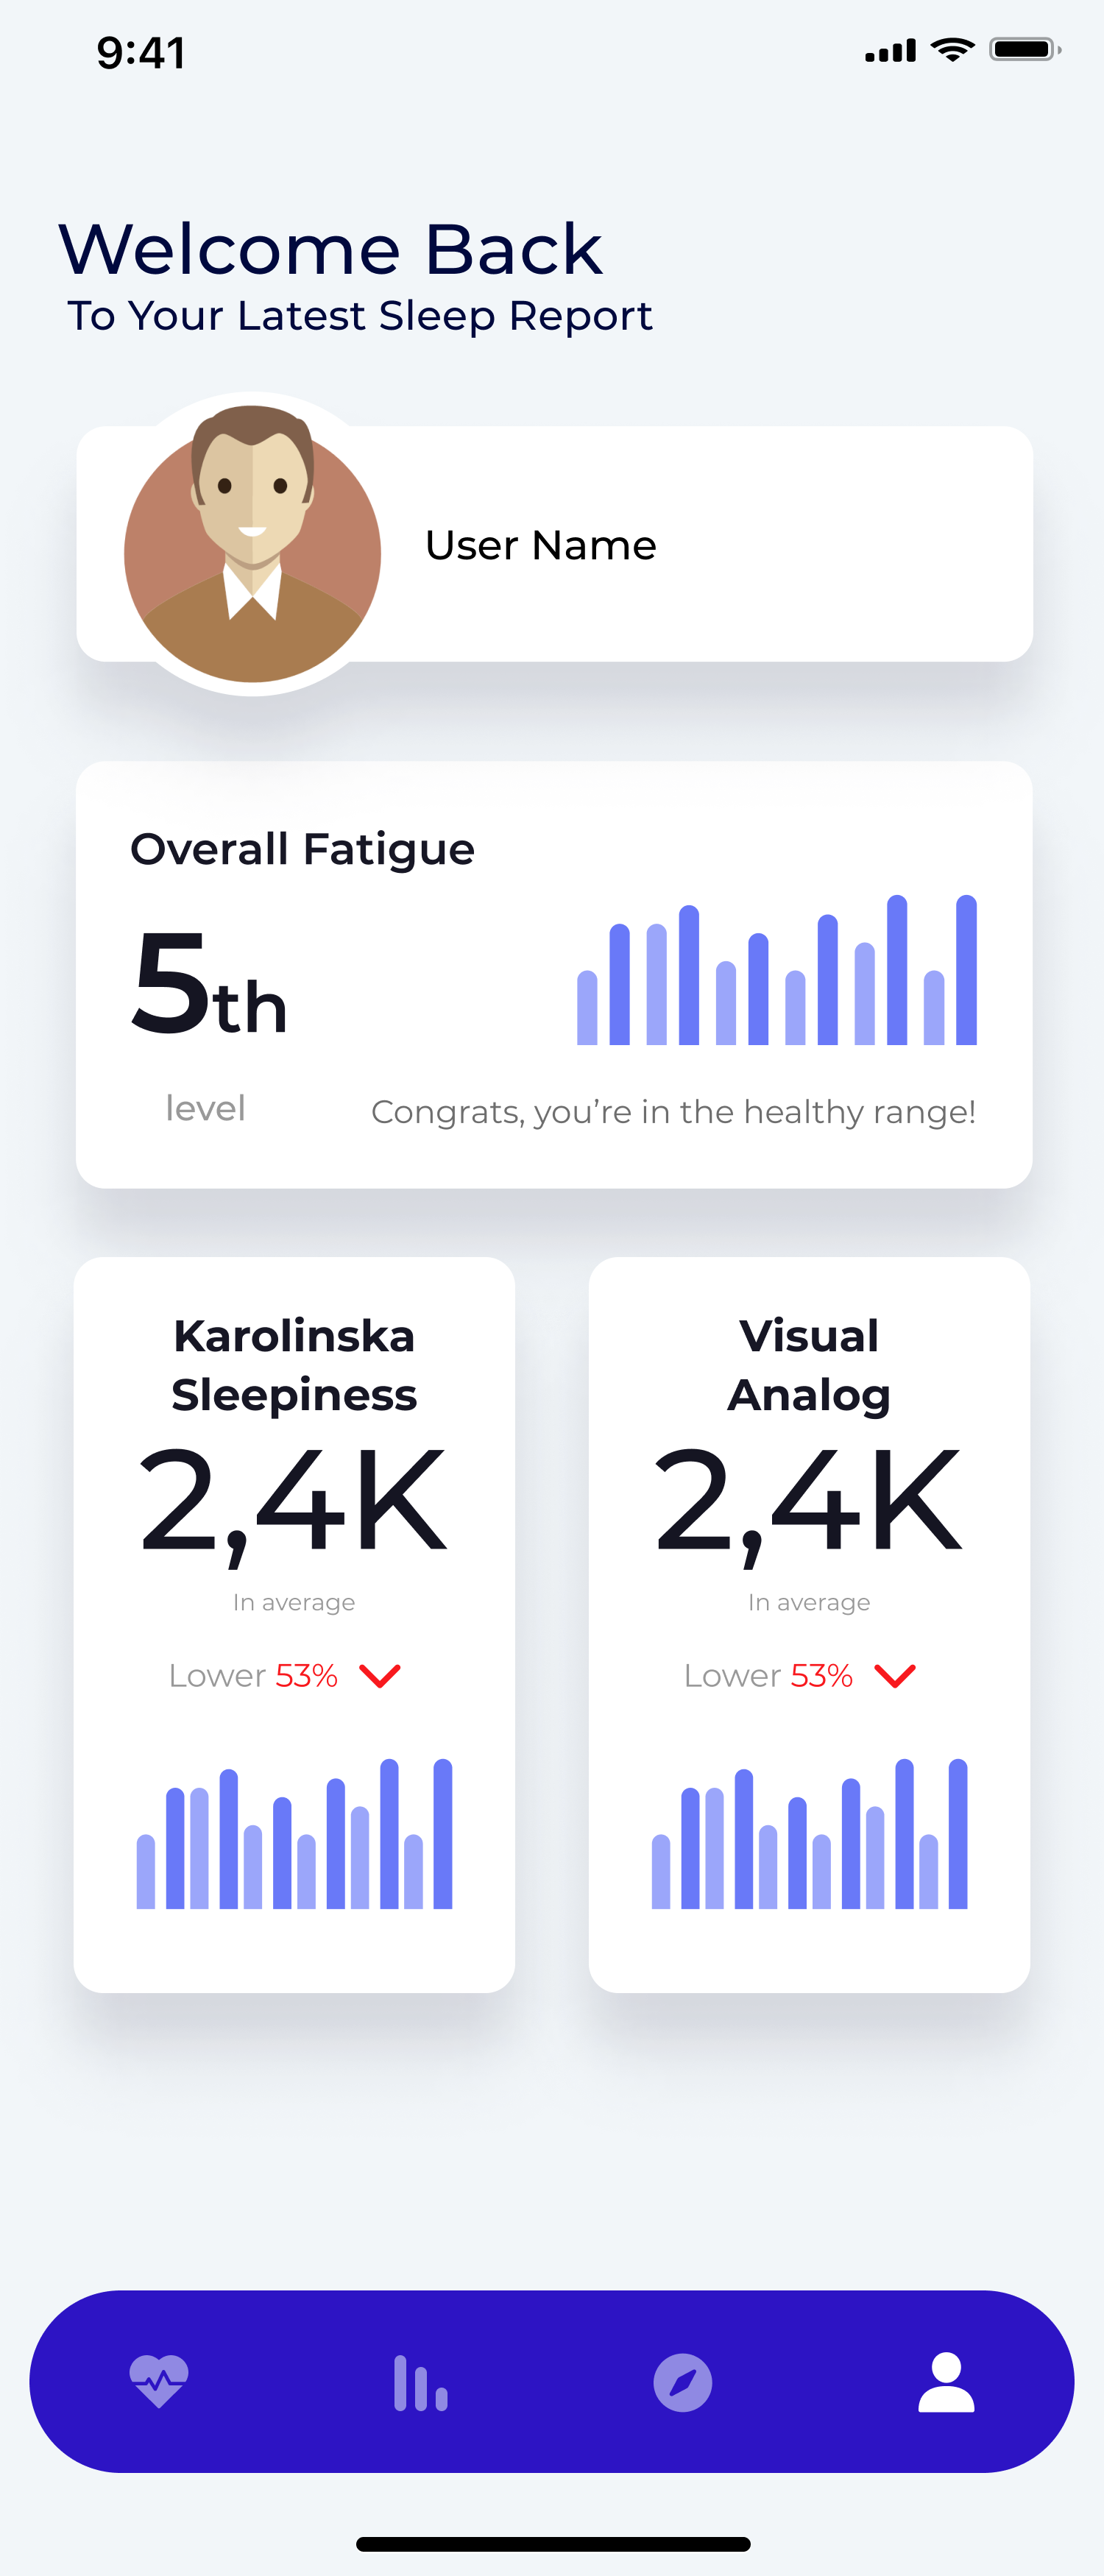 9:41
Welcome Back
To Your Latest Sleep Report
User Name
Overall Fatigue
5th
level
Congrats, you’re in the healthy range!
Karolinska
Sleepiness
2,4K
In average
Lower 53%
Visual
Analog
2,4K
In average
Lower 53%